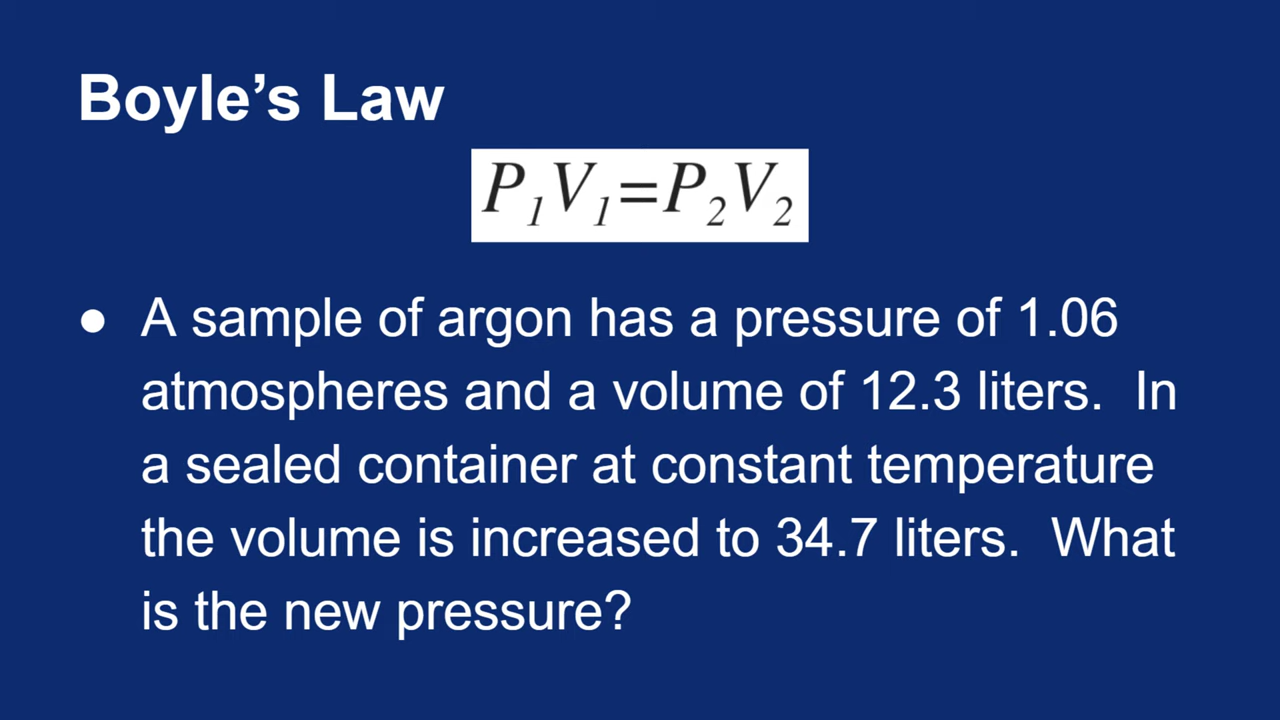 Boyle’s Law
P₁V₁=P₂V₂
● A sample of argon has a pressure of 1.06
atmospheres and a volume of 12.3 liters.  In
a sealed container at constant temperature
the volume is increased to 34.7 liters.  What
is the new pressure?